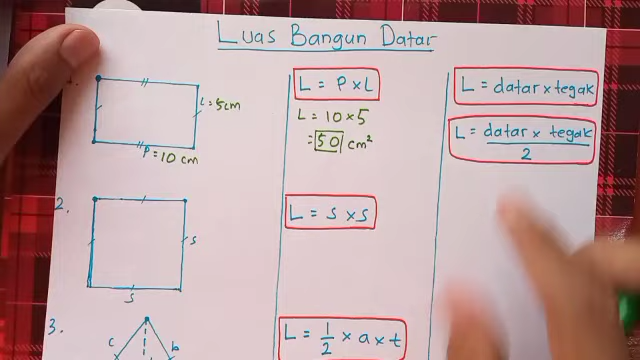 Luas Bangun Datar
1.
L = 5cm
P = 10 cm
L = P x L
L = 10 x 5
= 50 cm²
2.
s
s
L = s x s
3.
c
b
L = 1/2 x a x t
L = datar x tegak
L = datar x tegak
2